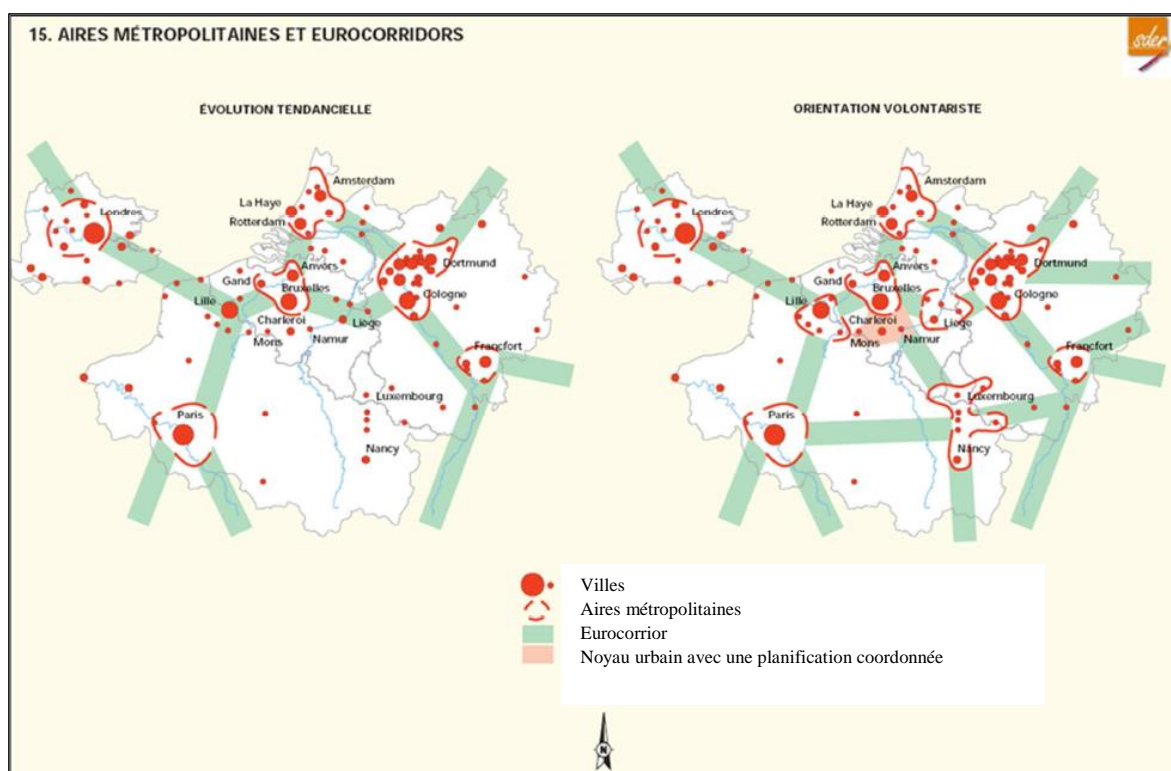 15. AIRES MÉTROPOLITAINES ET EUROCORRIDORS
sder
ÉVOLUTION TENDANCIELLE
Amsterdam
La Haye
Rotterdam
Londres
Anvers
Dortmund
Gand
Bruxelles
Lille
Cologne
Charleroi
Liège
Mons
Namur
Francfort
Luxembourg
Paris
Nancy
ORIENTATION VOLONTARISTE
Amsterdam
La Haye
Rotterdam
Londres
Anvers
Dortmund
Gand
Bruxelles
Lille
Cologne
Charleroi
Liège
Mons
Namur
Francfort
Luxembourg
Paris
Nancy
Villes
Aires métropolitaines
Eurocorrior
Noyau urbain avec une planification coordonnée
N